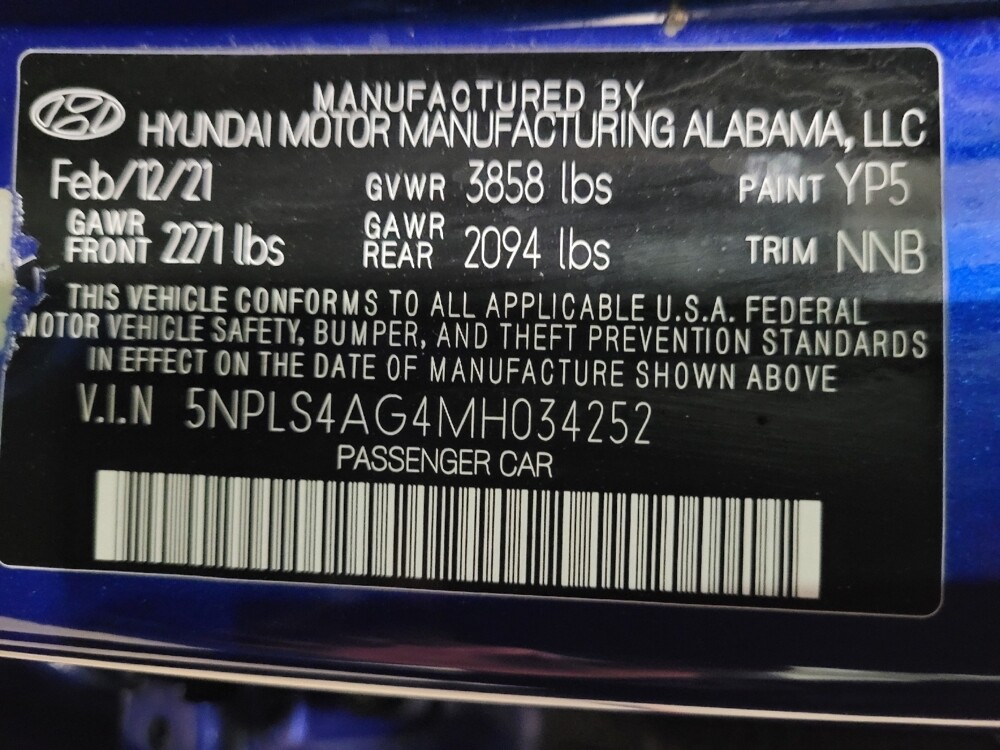 MANUFACTURED BY
HYUNDAI MOTOR MANUFACTURING ALABAMA, LLC
Feb/12/21 GVWR 3858 lbs PAINT YP5
GAWR FRONT 2271 lbs GAWR REAR 2094 lbs TRIM NNB
THIS VEHICLE CONFORMS TO ALL APPLICABLE U.S.A. FEDERAL
MOTOR VEHICLE SAFETY, BUMPER, AND THEFT PREVENTION STANDARDS
IN EFFECT ON THE DATE OF MANUFACTURE SHOWN ABOVE
V.I.N 5NPLS4AG4MH034252
PASSENGER CAR